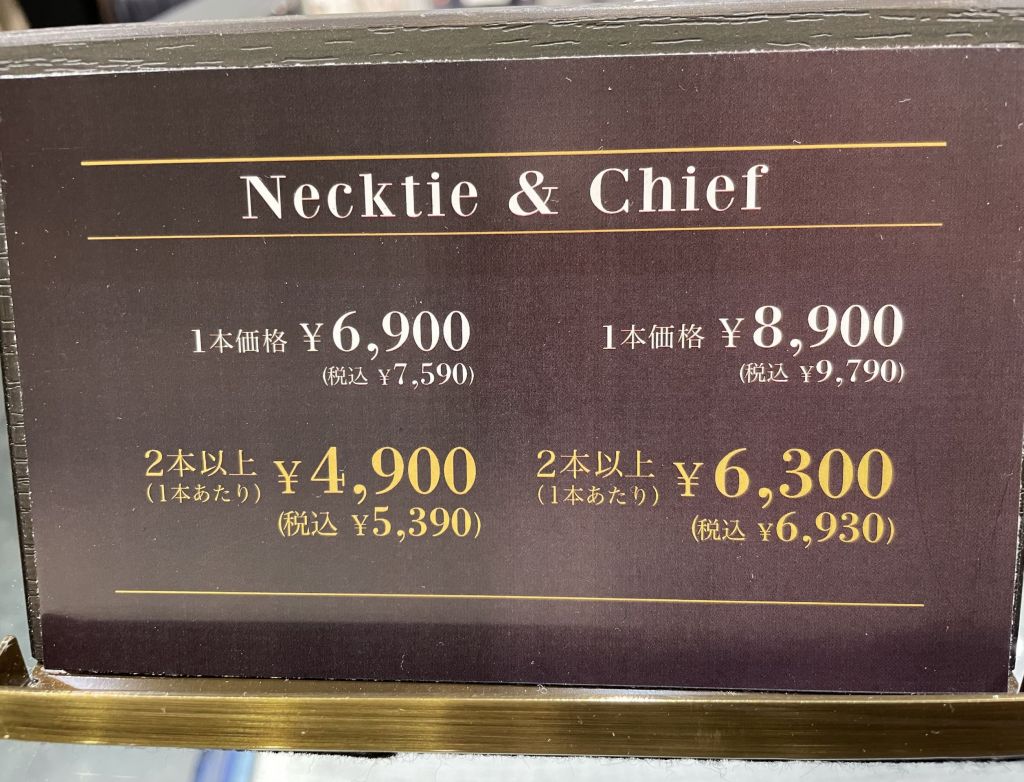 Necktie & Chief
1本価格 ¥6,900
(税込 ¥7,590)
1本価格 ¥8,900
(税込 ¥9,790)
2本以上 ¥4,900
(1本あたり)
(税込 ¥5,390)
2本以上 ¥6,300
(1本あたり)
(税込 ¥6,930)